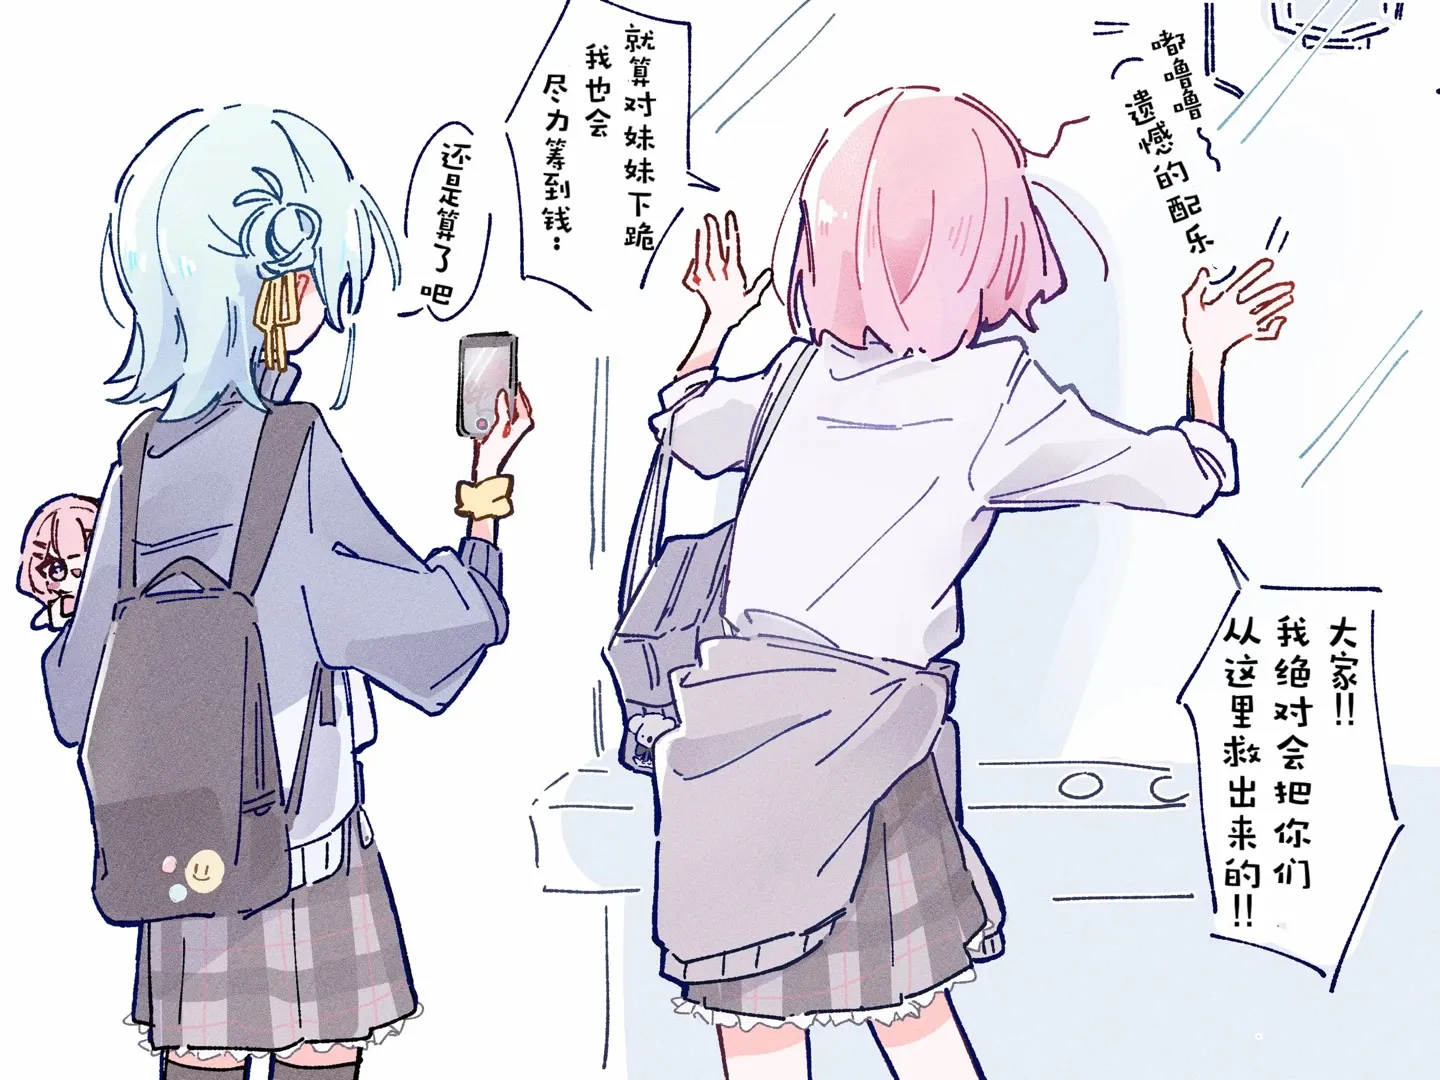 嘟噜噜~
遗憾的配乐
就算对妹妹下跪
我也会
尽力筹到钱:
还是算了吧
大家!!
我绝对会把你们
从这里救出来的!!